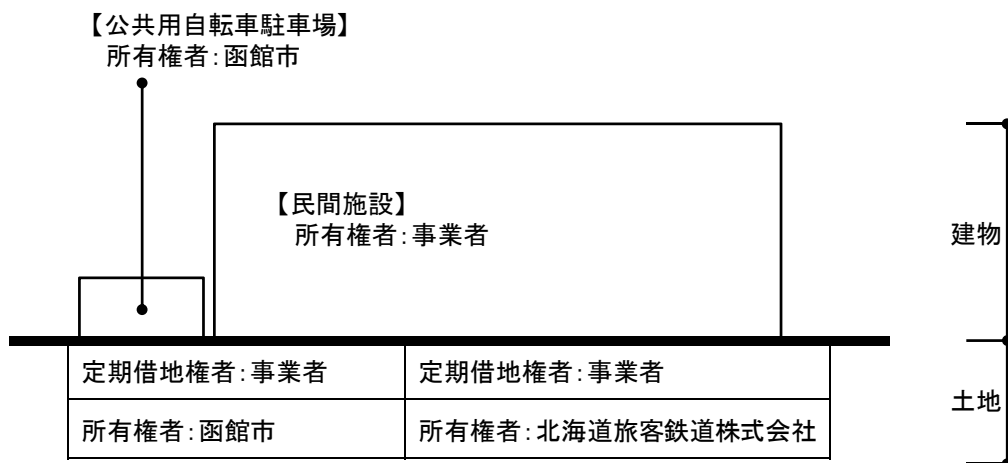 【公共用自転車駐車場】
所有権者：函館市
【民間施設】
所有権者：事業者
建物
定期借地権者：事業者
定期借地権者：事業者
土地
所有権者：函館市
所有権者：北海道旅客鉄道株式会社